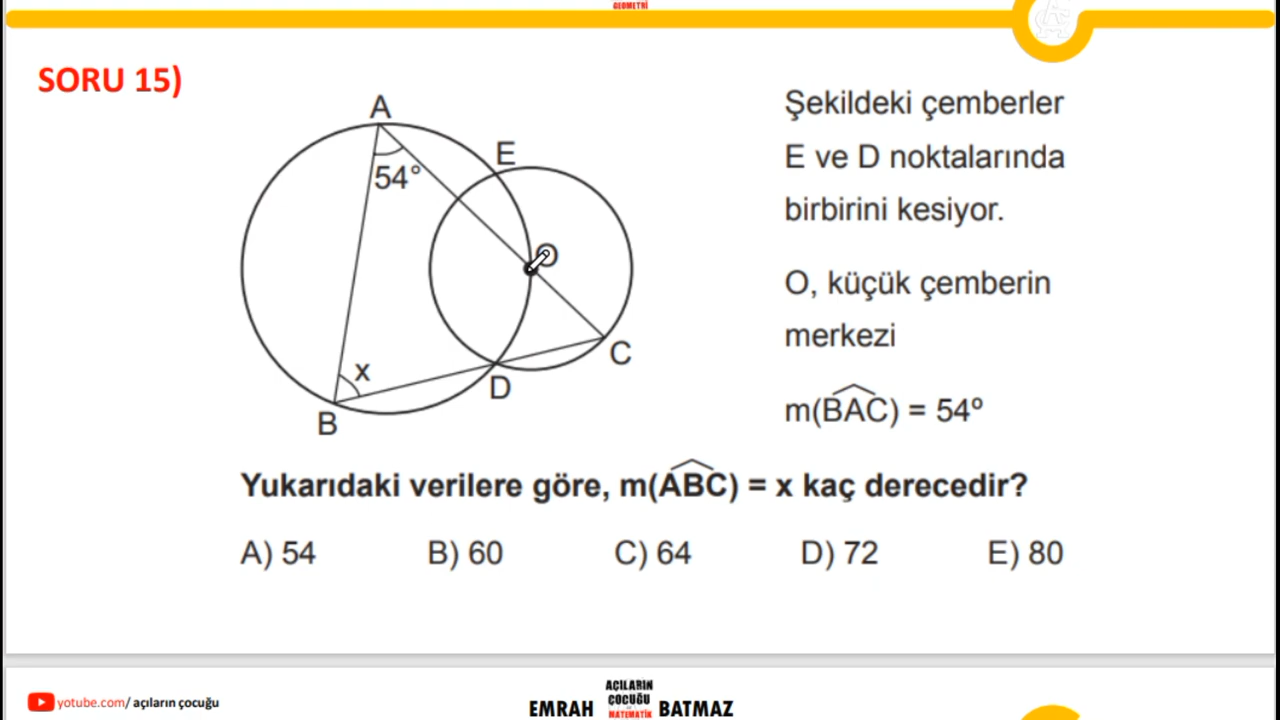 GEOMETRİ
SORU 15)
A
E
54°
O
x
C
D
B
Şekildeki çemberler
E ve D noktalarında
birbirini kesiyor.
O, küçük çemberin
merkezi
m(BAC) = 54º
Yukarıdaki verilere göre, m(ABC) = x kaç derecedir?
A) 54 B) 60 C) 64 D) 72 E) 80
yotube.com/ açıların çocuğu
AÇILARIN
ÇOCUĞU
EMRAH MATEMATİK BATMAZ